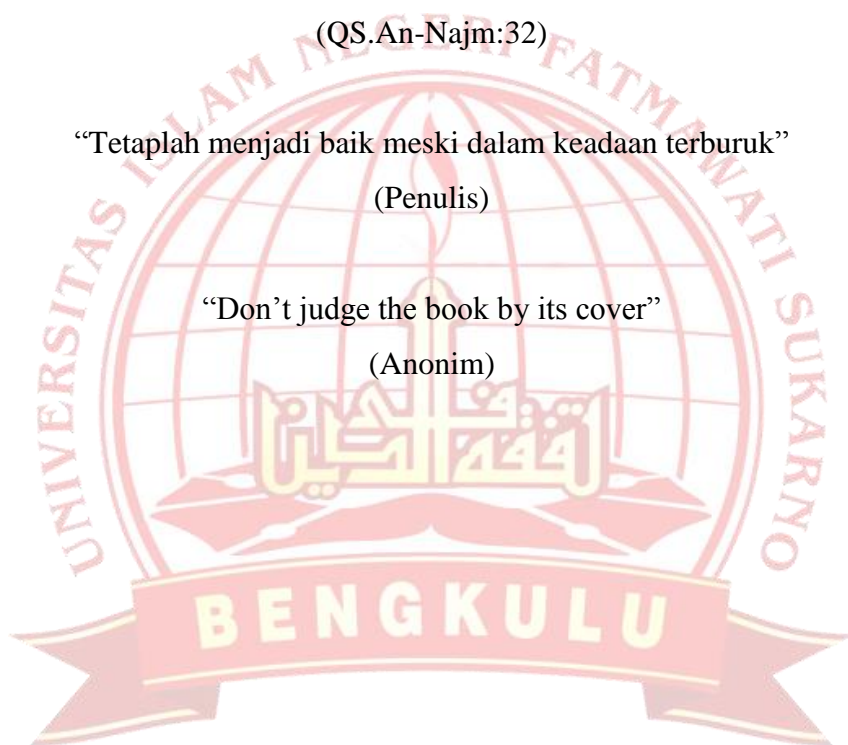 (QS.An-Najm:32)
“Tetaplah menjadi baik meski dalam keadaan terburuk”
(Penulis)
“Don’t judge the book by its cover”
(Anonim)
UNIVERSITAS ISLAM NEGERI FATMAWATI SUKARNO
BENGKULU